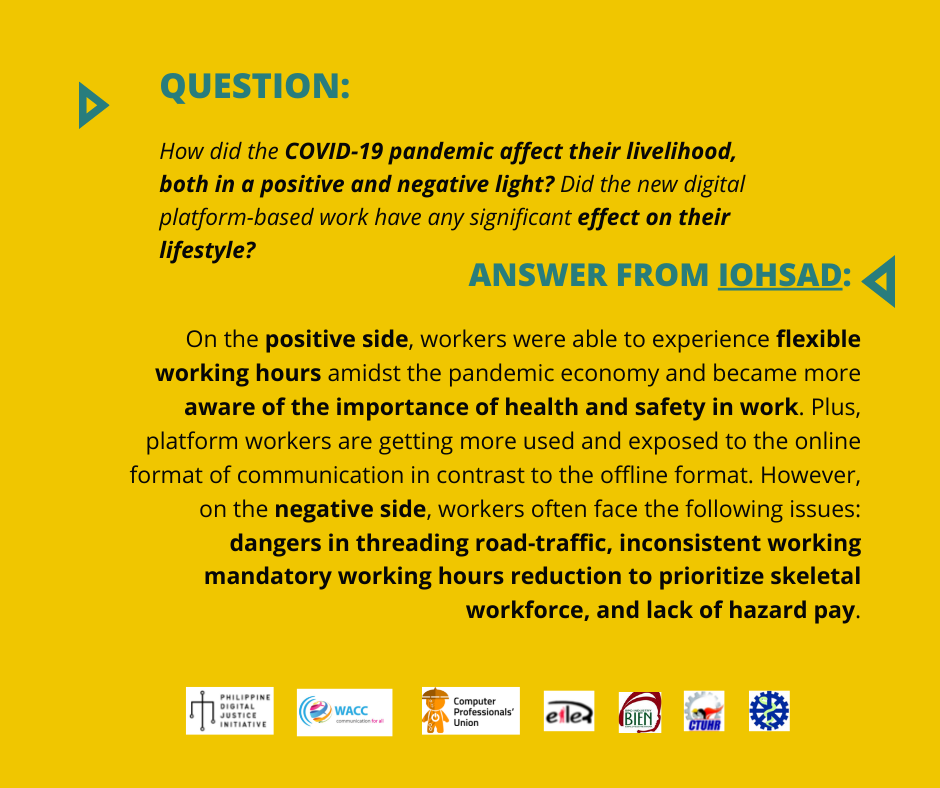 QUESTION:
How did the COVID-19 pandemic affect their livelihood,
both in a positive and negative light? Did the new digital
platform-based work have any significant effect on their
lifestyle?
ANSWER FROM IOHSAD:
On the positive side, workers were able to experience flexible
working hours amidst the pandemic economy and became more
aware of the importance of health and safety in work. Plus,
platform workers are getting more used and exposed to the online
format of communication in contrast to the offline format. However,
on the negative side, workers often face the following issues:
dangers in threading road-traffic, inconsistent working
mandatory working hours reduction to prioritize skeletal
workforce, and lack of hazard pay.
PHILIPPINE
DIGITAL
JUSTICE
INITIATIVE
WACC
communication for all
Computer
Professionals'
Union
eiler
BIEN
CTUHR